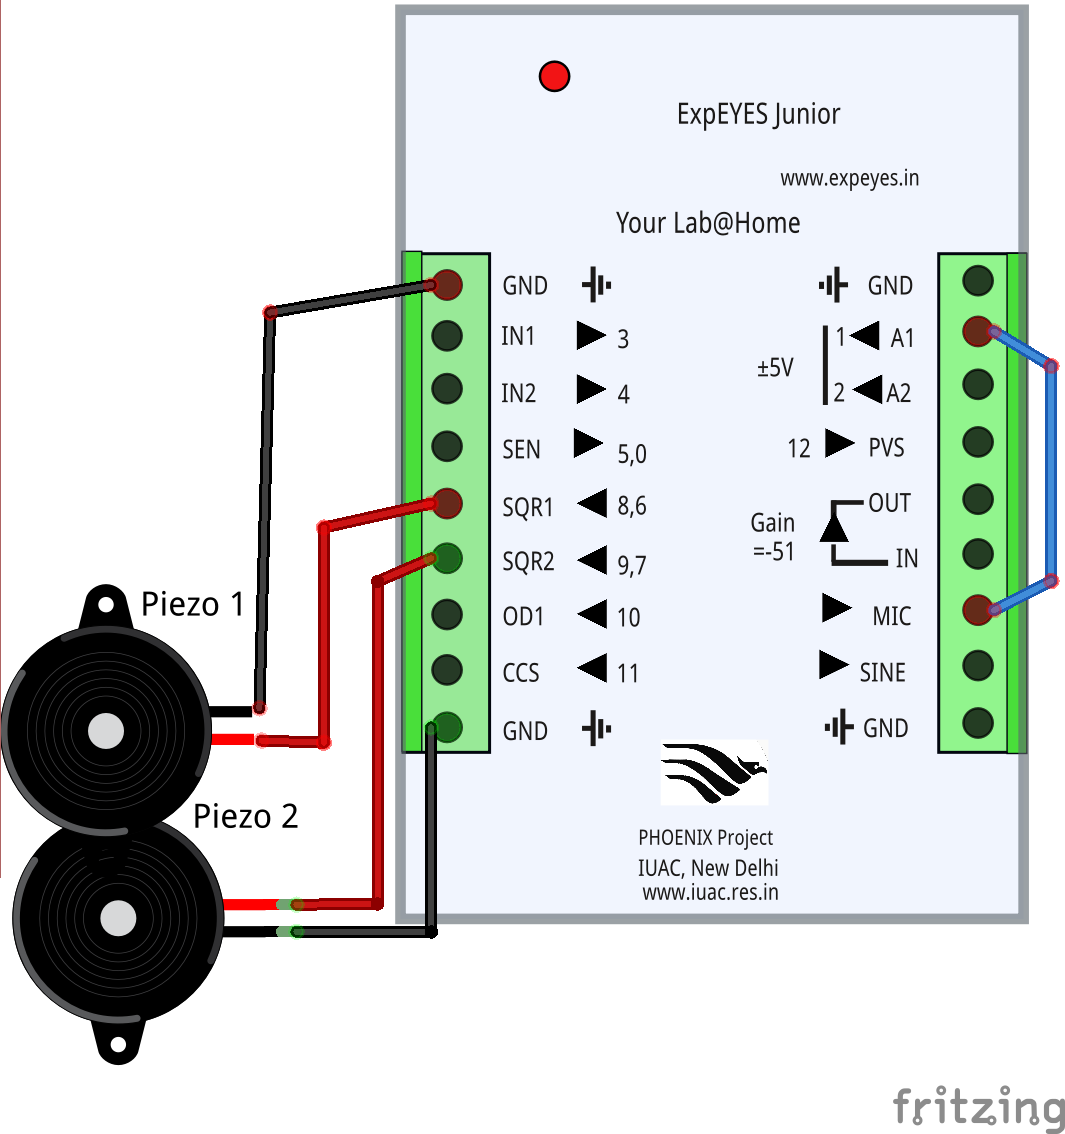 ExpEYES Junior
www.expeyes.in
Your Lab@Home
GND
IN1 3
IN2 4
SEN 5,0
SQR1 8,6
SQR2 9,7
OD1 10
CCS 11
GND
GND
1 A1
±5V
2 A2
12 PVS
OUT
Gain
=-51
IN
MIC
SINE
GND
Piezo 1
Piezo 2
PHOENIX Project
IUAC, New Delhi
www.iuac.res.in
fritzing